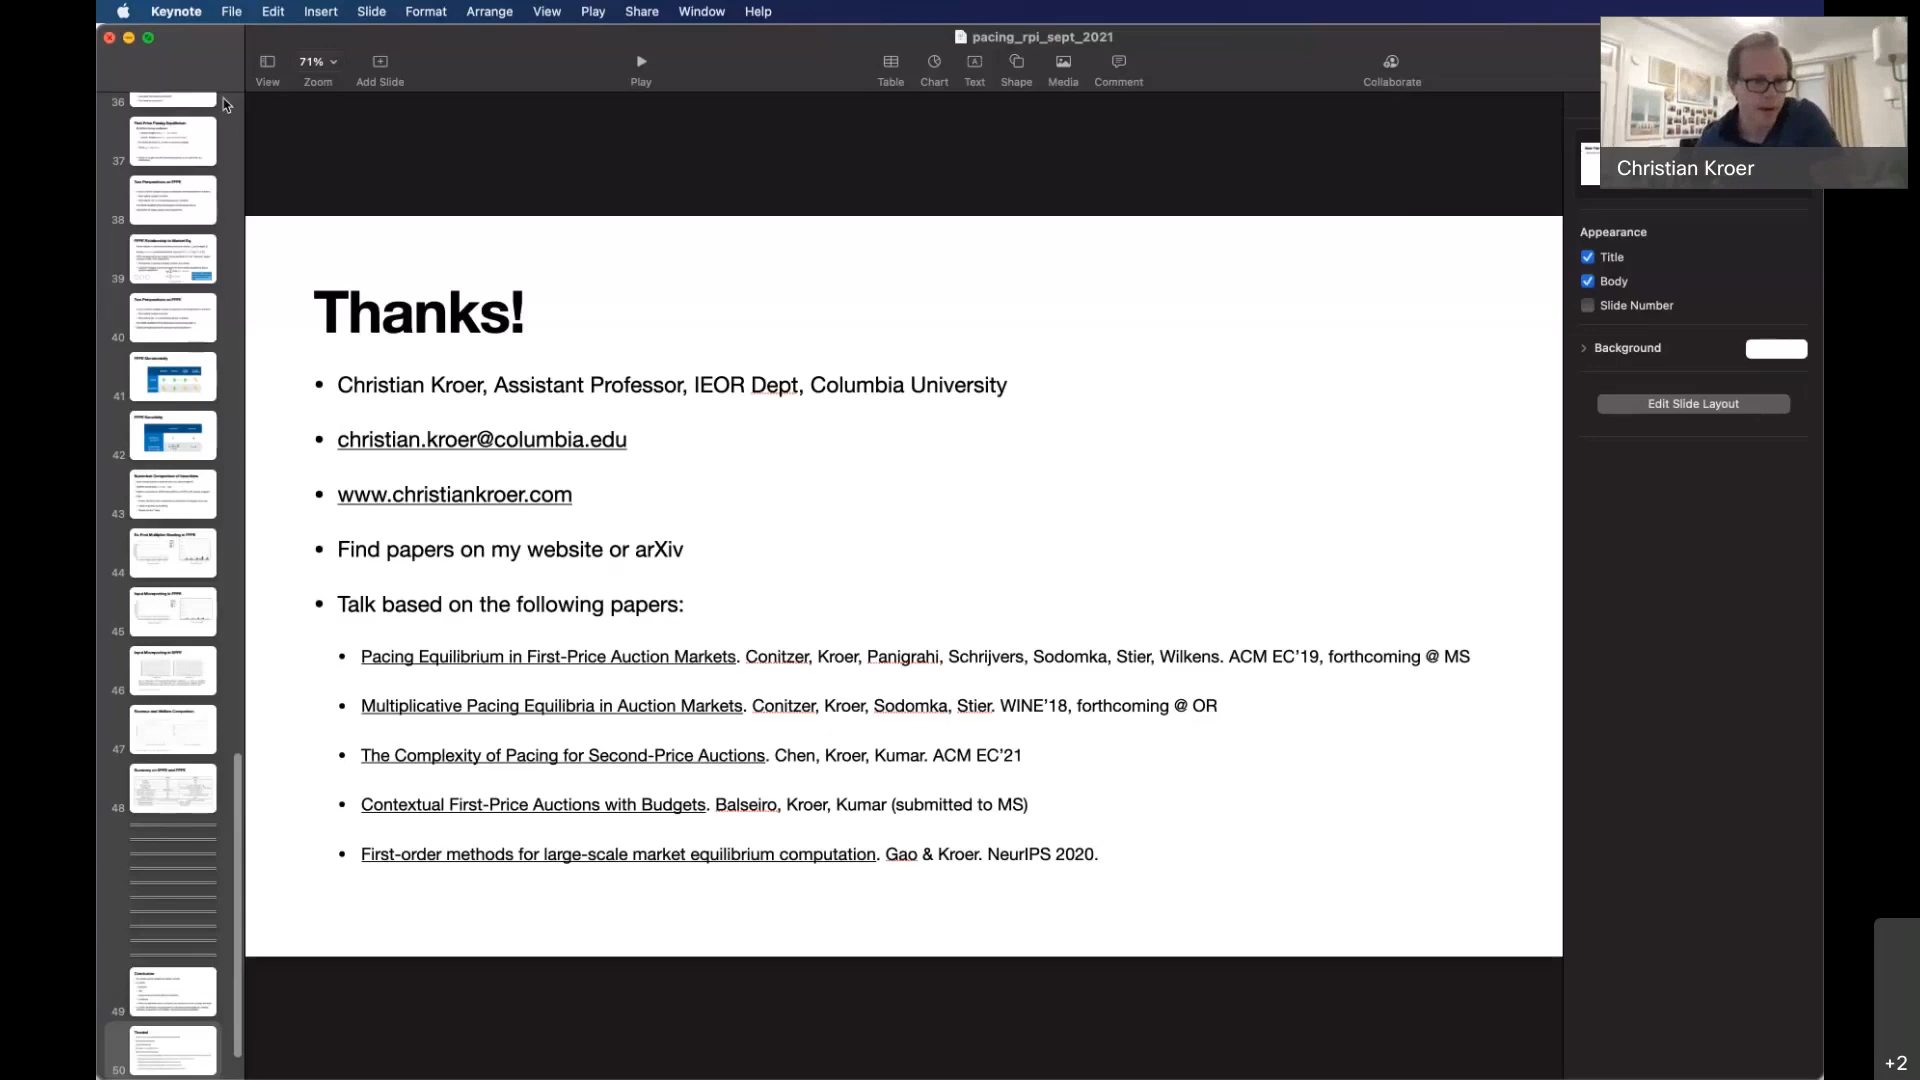 Keynote File Edit Insert Slide Format Arrange View Play Share Window Help
pacing_rpi_sept_2021
71%
View Zoom Add Slide Play Table Chart Text Shape Media Comment Collaborate
Christian Kroer
36
First-Price Pacing Equilibrium
37
38
39
40
41
42
43
44
45
46
47
48
Conclusion
49
Thanks!
50
Thanks!
• Christian Kroer, Assistant Professor, IEOR Dept, Columbia University
• christian.kroer@columbia.edu
• www.christiankroer.com
• Find papers on my website or arXiv
• Talk based on the following papers:
• Pacing Equilibrium in First-Price Auction Markets. Conitzer, Kroer, Panigrahi, Schrijvers, Sodomka, Stier, Wilkens. ACM EC’19, forthcoming @ MS
• Multiplicative Pacing Equilibria in Auction Markets. Conitzer, Kroer, Sodomka, Stier. WINE’18, forthcoming @ OR
• The Complexity of Pacing for Second-Price Auctions. Chen, Kroer, Kumar. ACM EC’21
• Contextual First-Price Auctions with Budgets. Balseiro, Kroer, Kumar (submitted to MS)
• First-order methods for large-scale market equilibrium computation. Gao & Kroer. NeurIPS 2020.
Appearance
Title
Body
Slide Number
Background
Edit Slide Layout
+2